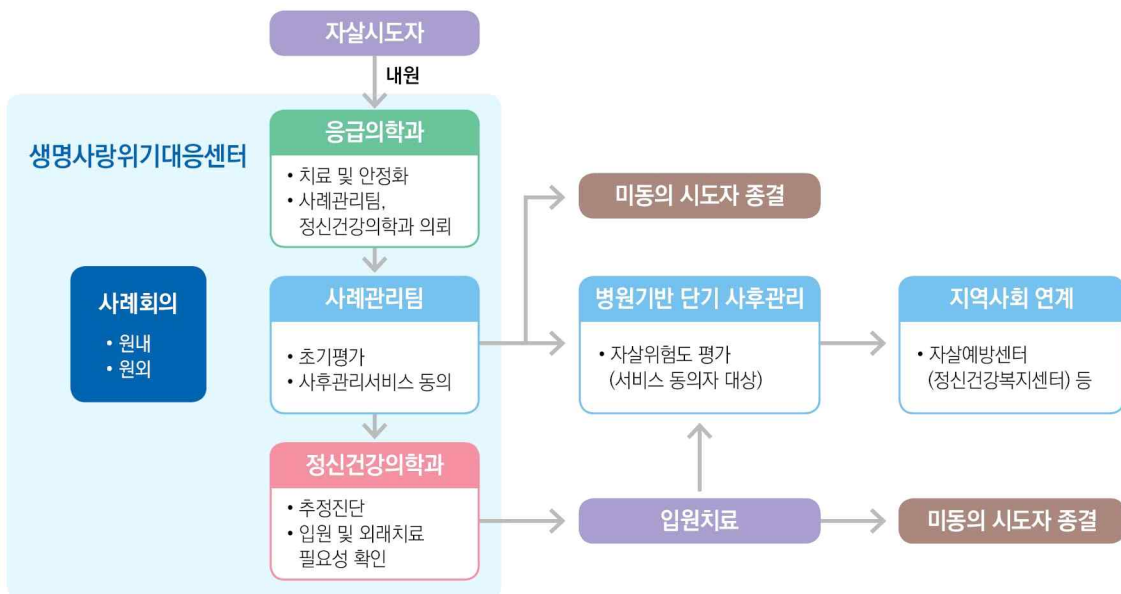 자살시도자
내원
생명사랑위기대응센터
응급의학과
• 치료 및 안정화
• 사례관리팀,
정신건강의학과 의뢰
미동의 시도자 종결
사례회의
• 원내
• 원외
사례관리팀
• 초기평가
• 사후관리서비스 동의
병원기반 단기 사후관리
• 자살위험도 평가
(서비스 동의자 대상)
지역사회 연계
• 자살예방센터
(정신건강복지센터) 등
정신건강의학과
• 추정진단
• 입원 및 외래치료
필요성 확인
입원치료
미동의 시도자 종결